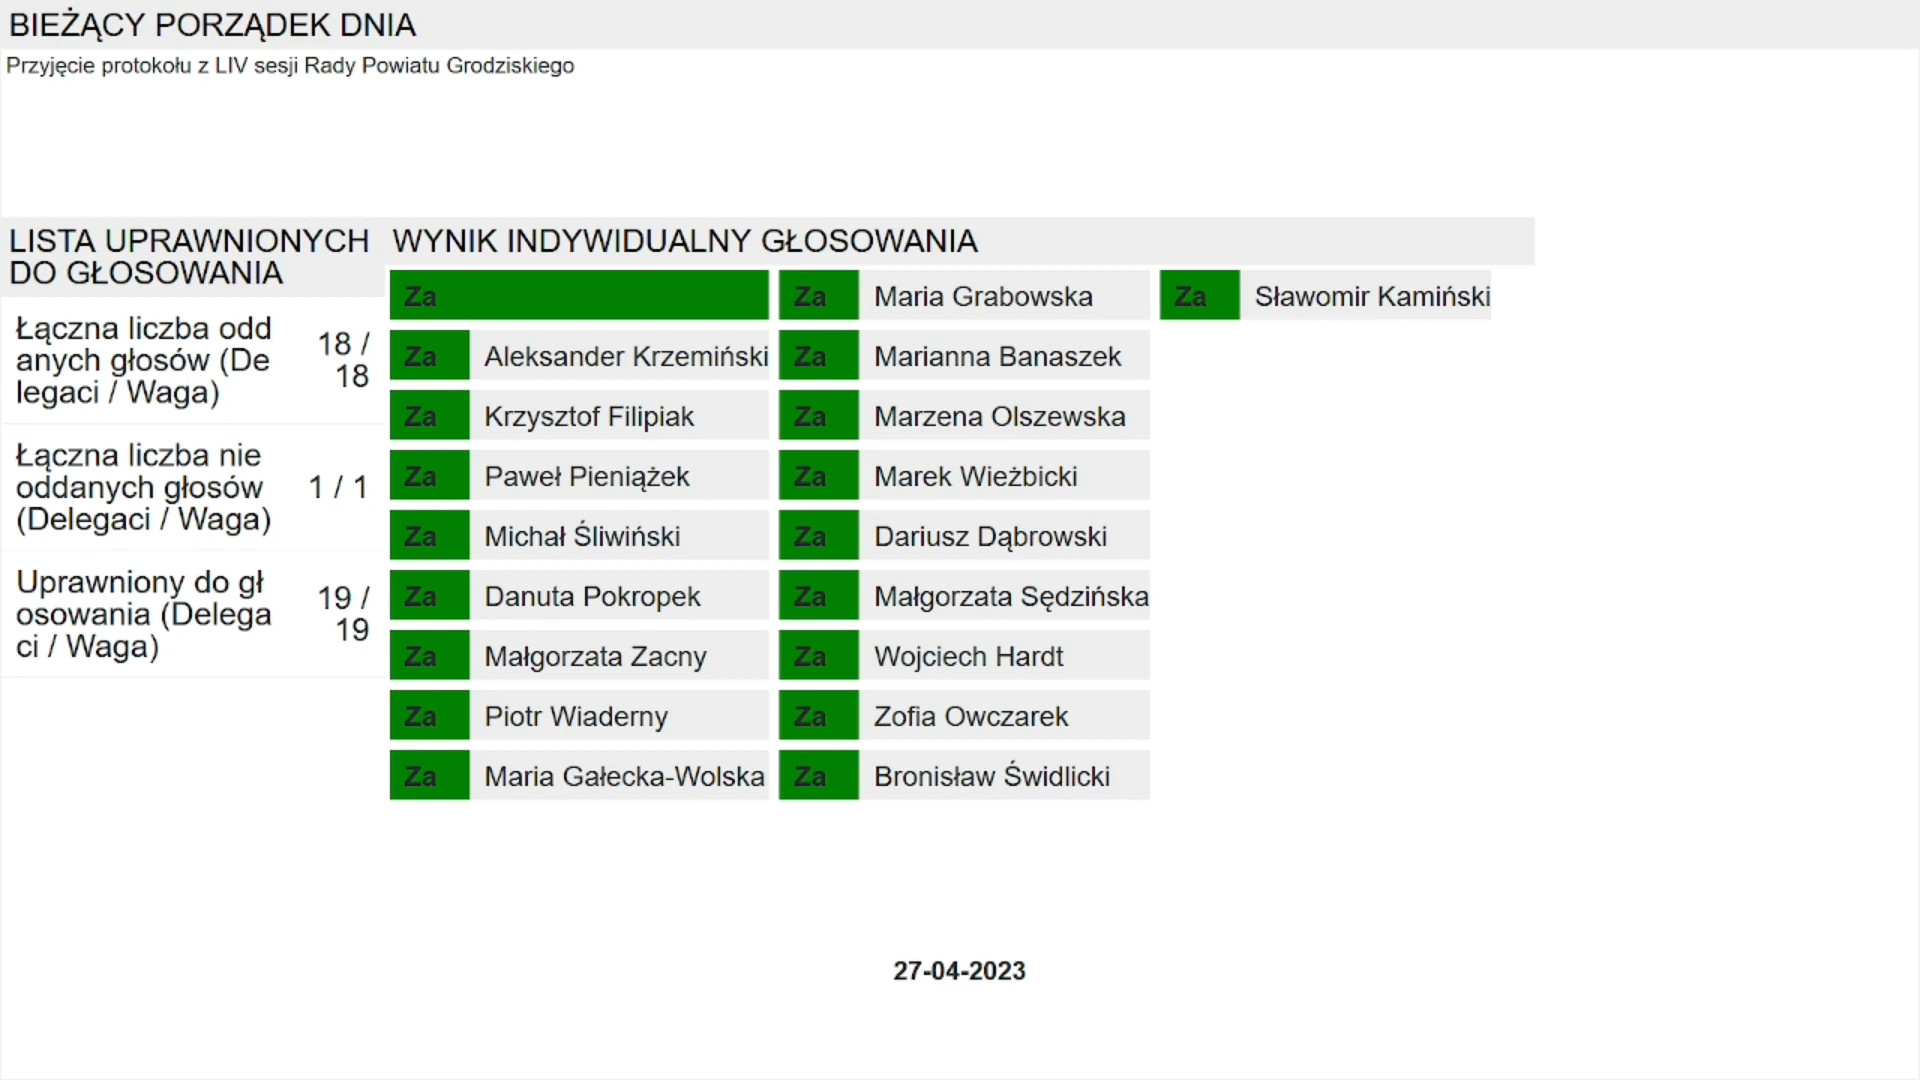 BIEŻĄCY PORZĄDEK DNIA
Przyjęcie protokołu z LIV sesji Rady Powiatu Grodziskiego
LISTA UPRAWNIONYCH
DO GŁOSOWANIA
Łączna liczba odd
anych głosów (De
legaci / Waga)
18 /
18
Łączna liczba nie
oddanych głosów
(Delegaci / Waga)
1 / 1
Uprawniony do gł
osowania (Delega
ci / Waga)
19 /
19
WYNIK INDYWIDUALNY GŁOSOWANIA
Za
Za Aleksander Krzemiński
Za Krzysztof Filipiak
Za Paweł Pieniążek
Za Michał Śliwiński
Za Danuta Pokropek
Za Małgorzata Zacny
Za Piotr Wiaderny
Za Maria Gałecka-Wolska
Za Maria Grabowska
Za Marianna Banaszek
Za Marzena Olszewska
Za Marek Wieżbicki
Za Dariusz Dąbrowski
Za Małgorzata Sędzińska
Za Wojciech Hardt
Za Zofia Owczarek
Za Bronisław Świdlicki
Za Sławomir Kamiński
27-04-2023